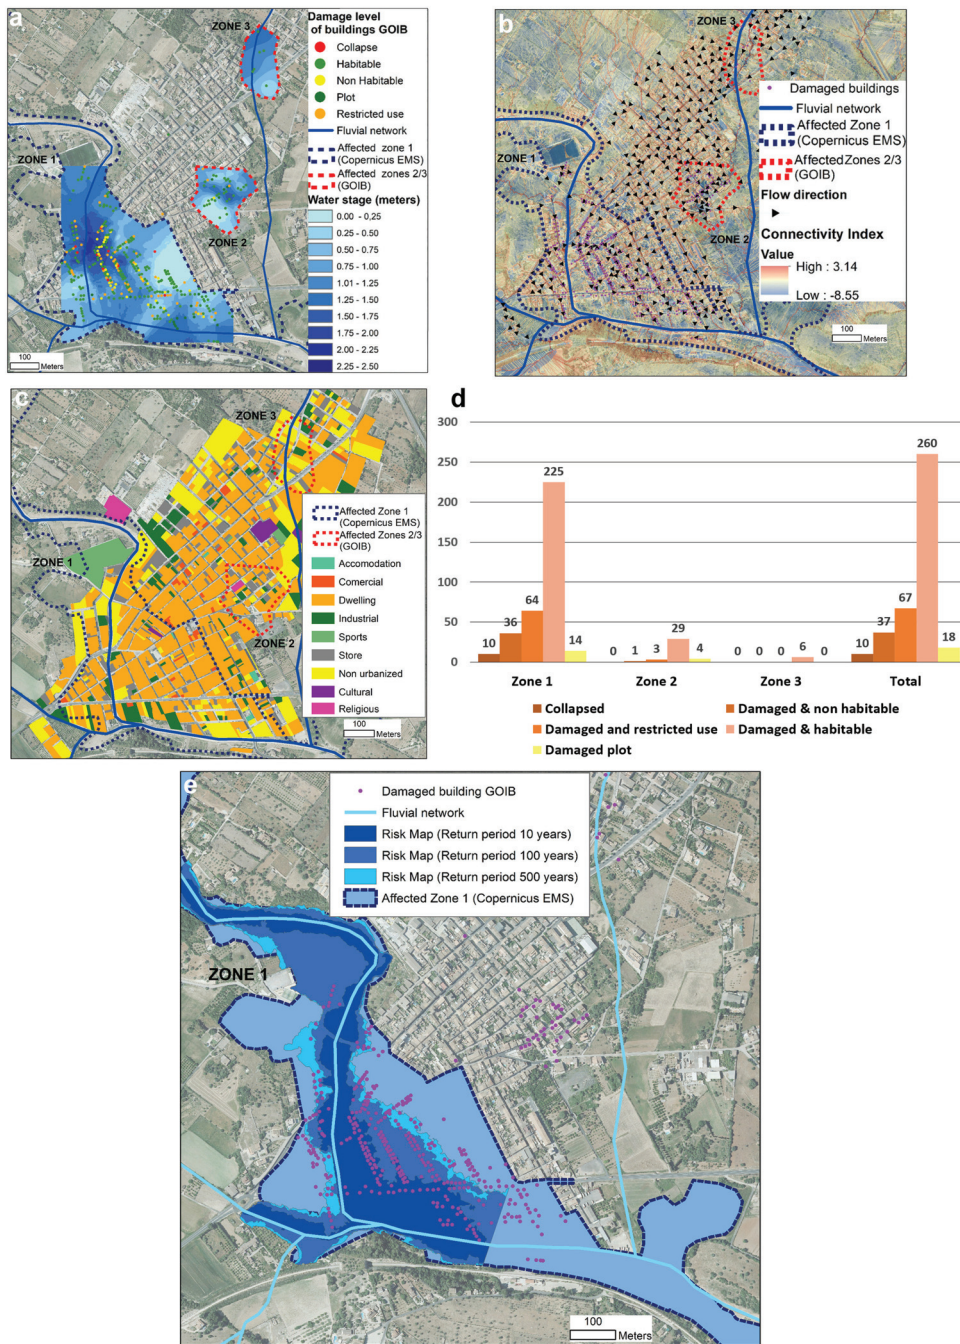 a
ZONE 3
ZONE 1
ZONE 2
100
Meters
Damage level
of buildings GOIB
Collapse
Habitable
Non Habitable
Plot
Restricted use
Fluvial network
Affected zone 1
(Copernicus EMS)
Affected zones 2/3
(GOIB)
Water stage (meters)
0.00 - 0,25
0.25 - 0.50
0.50 - 0.75
0.75 - 1.00
1.01 - 1.25
1.25 - 1.50
1.50 - 1.75
1.75 - 2.00
2.00 - 2.25
2.25 - 2.50
b
ZONE 3
ZONE 1
ZONE 2
Damaged buildings
Fluvial network
Affected Zone 1
(Copernicus EMS)
AffectedZones 2/3
(GOIB)
Flow direction
Connectivity Index
Value
High : 3.14
Low : -8.55
100
Meters
c
ZONE 3
ZONE 1
ZONE 2
Affected Zone 1
(Copernicus EMS)
Affected Zones 2/3
(GOIB)
Accomodation
Comercial
Dwelling
Industrial
Sports
Store
Non urbanized
Cultural
Religious
100
Meters
d
300
250
200
150
100
50
0
10 36 64 225 14
0 1 3 29 4
0 0 0 6 0
10 37 67 260 18
Zone 1 Zone 2 Zone 3 Total
Collapsed Damaged & non habitable
Damaged and restricted use Damaged & habitable
Damaged plot
e
Damaged building GOIB
Fluvial network
Risk Map (Return period 10 years)
Risk Map (Return period 100 years)
Risk Map (Return period 500 years)
Affected Zone 1 (Copernicus EMS)
ZONE 1
100
Meters